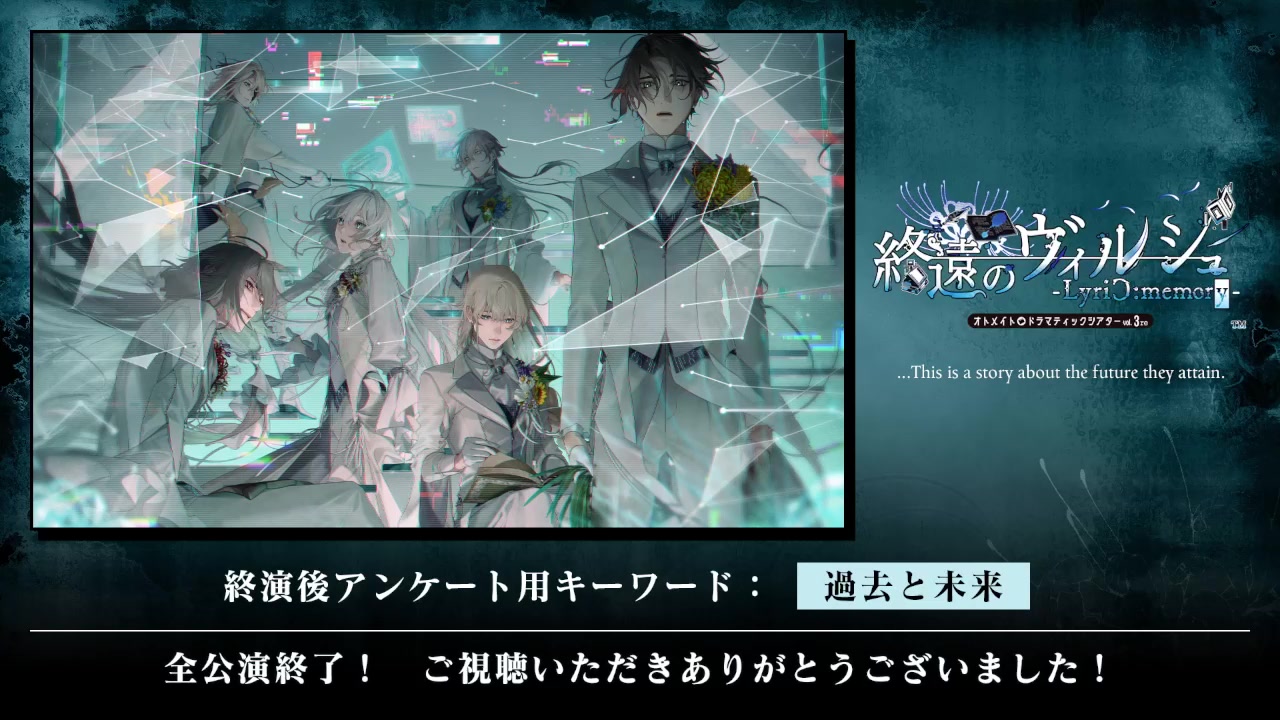 終遠のヴィルシュ
-LyriƆ:memory-
オトメイト♥ドラマティックシアター vol.3
TM
...This is a story about the future they attain.
終演後アンケート用キーワード： 過去と未来
全公演終了！　ご視聴いただきありがとうございました！